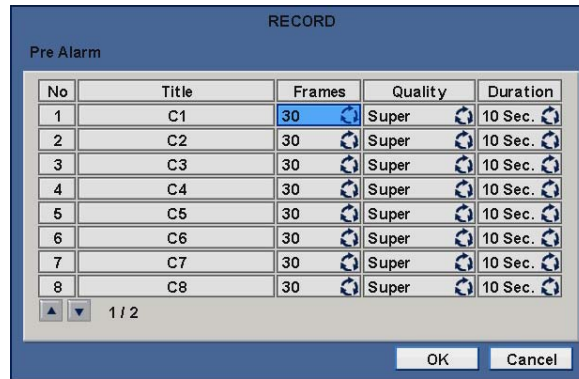 RECORD
Pre Alarm
No Title Frames Quality Duration
1 C1 30 Super 10 Sec.
2 C2 30 Super 10 Sec.
3 C3 30 Super 10 Sec.
4 C4 30 Super 10 Sec.
5 C5 30 Super 10 Sec.
6 C6 30 Super 10 Sec.
7 C7 30 Super 10 Sec.
8 C8 30 Super 10 Sec.
1 / 2
OK Cancel